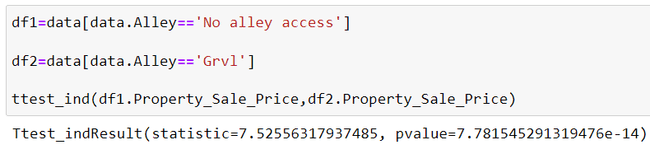 df1=data[data.Alley=='No alley access']
df2=data[data.Alley=='Grvl']
ttest_ind(df1.Property_Sale_Price,df2.Property_Sale_Price)
Ttest_indResult(statistic=7.52556317937485, pvalue=7.781545291319476e-14)